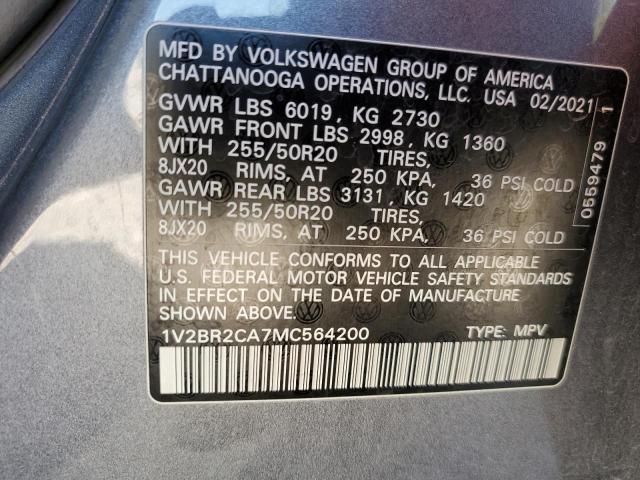 MFD BY VOLKSWAGEN GROUP OF AMERICA
CHATTANOOGA OPERATIONS, LLC. USA 02/2021
GVWR LBS 6019, KG 2730
GAWR FRONT LBS 2998, KG 1360
WITH 255/50R20 TIRES,
8JX20 RIMS, AT 250 KPA, 36 PSI COLD
GAWR REAR LBS 3131, KG 1420
WITH 255/50R20 TIRES,
8JX20 RIMS, AT 250 KPA, 36 PSI COLD
THIS VEHICLE CONFORMS TO ALL APPLICABLE
U.S. FEDERAL MOTOR VEHICLE SAFETY STANDARDS
IN EFFECT ON THE DATE OF MANUFACTURE
SHOWN ABOVE.
1V2BR2CA7MC564200 TYPE: MPV
0559479 1